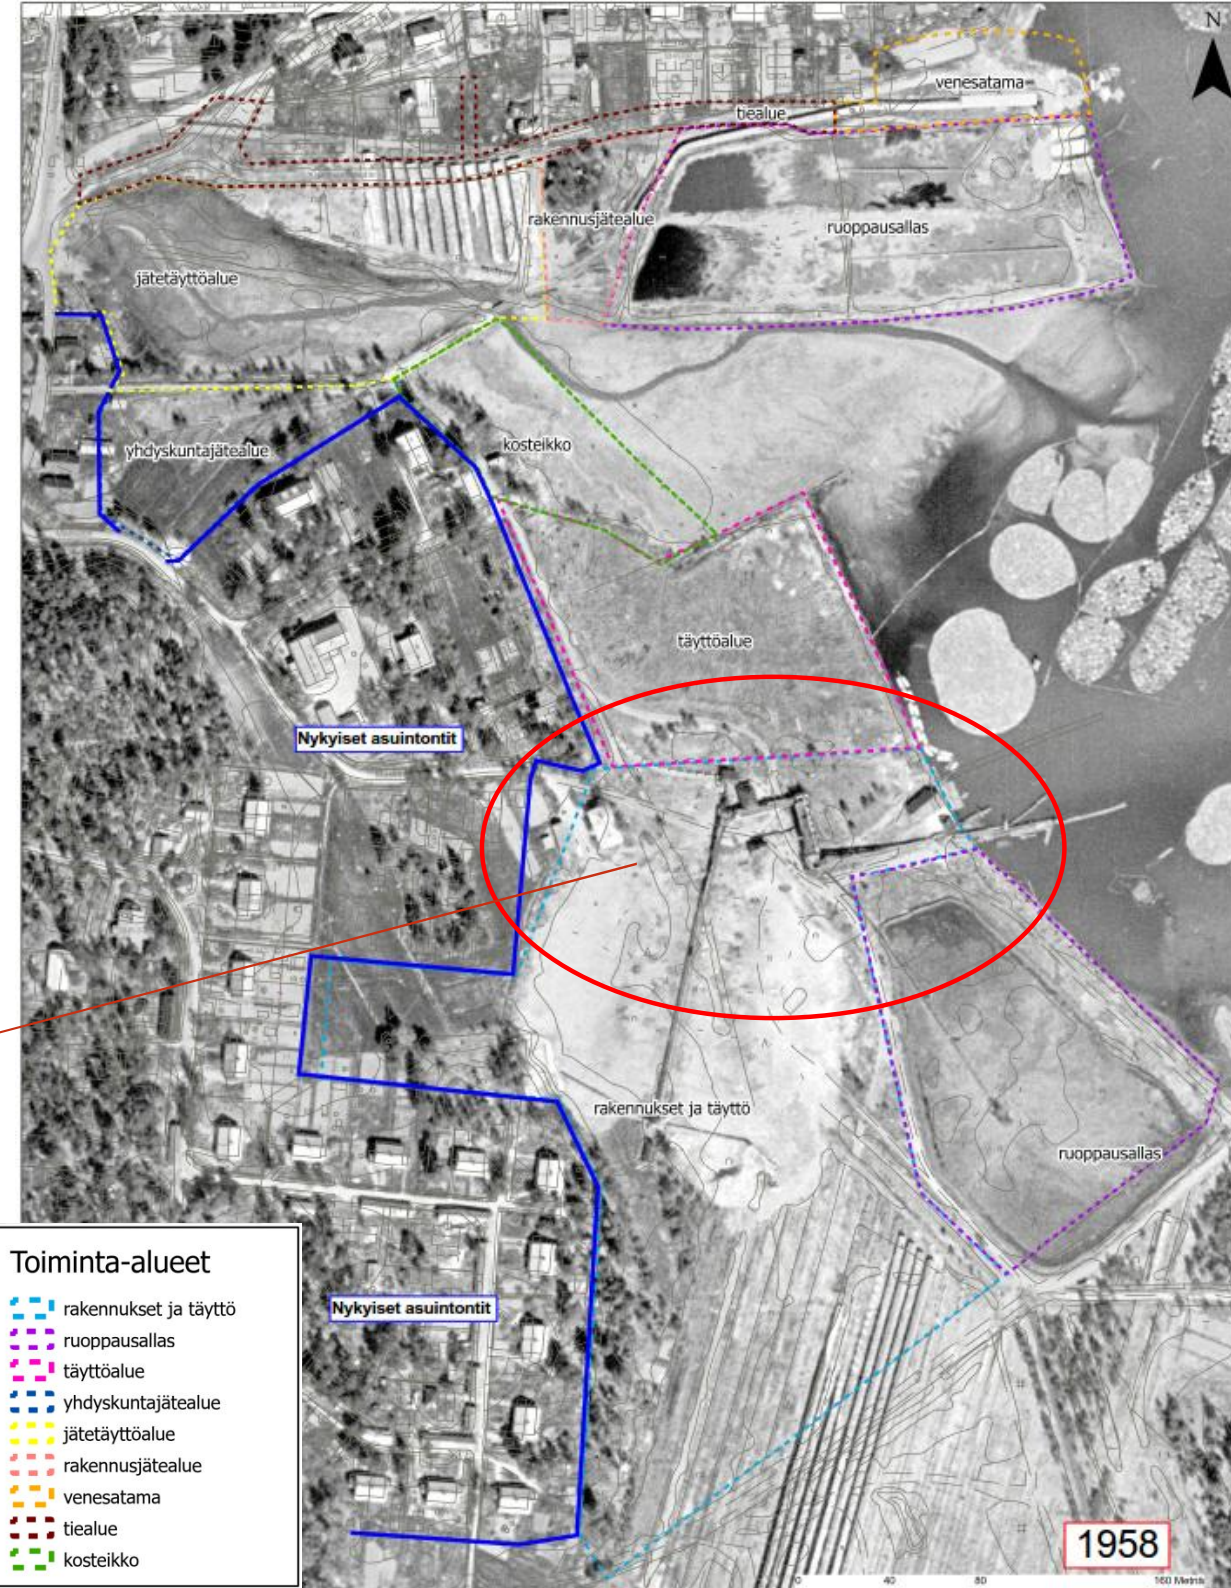 N
venesatama
tiealue
rakennusjätealue
ruoppausallas
jätetäyttöalue
kosteikko
yhdyskuntajätealue
täyttöalue
Nykyiset asuintontit
rakennukset ja täyttö
ruoppausallas
Nykyiset asuintontit
Toiminta-alueet
rakennukset ja täyttö
ruoppausallas
täyttöalue
yhdyskuntajätealue
jätetäyttöalue
rakennusjätealue
venesatama
tiealue
kosteikko
1958
0 40 80 160 Metriä